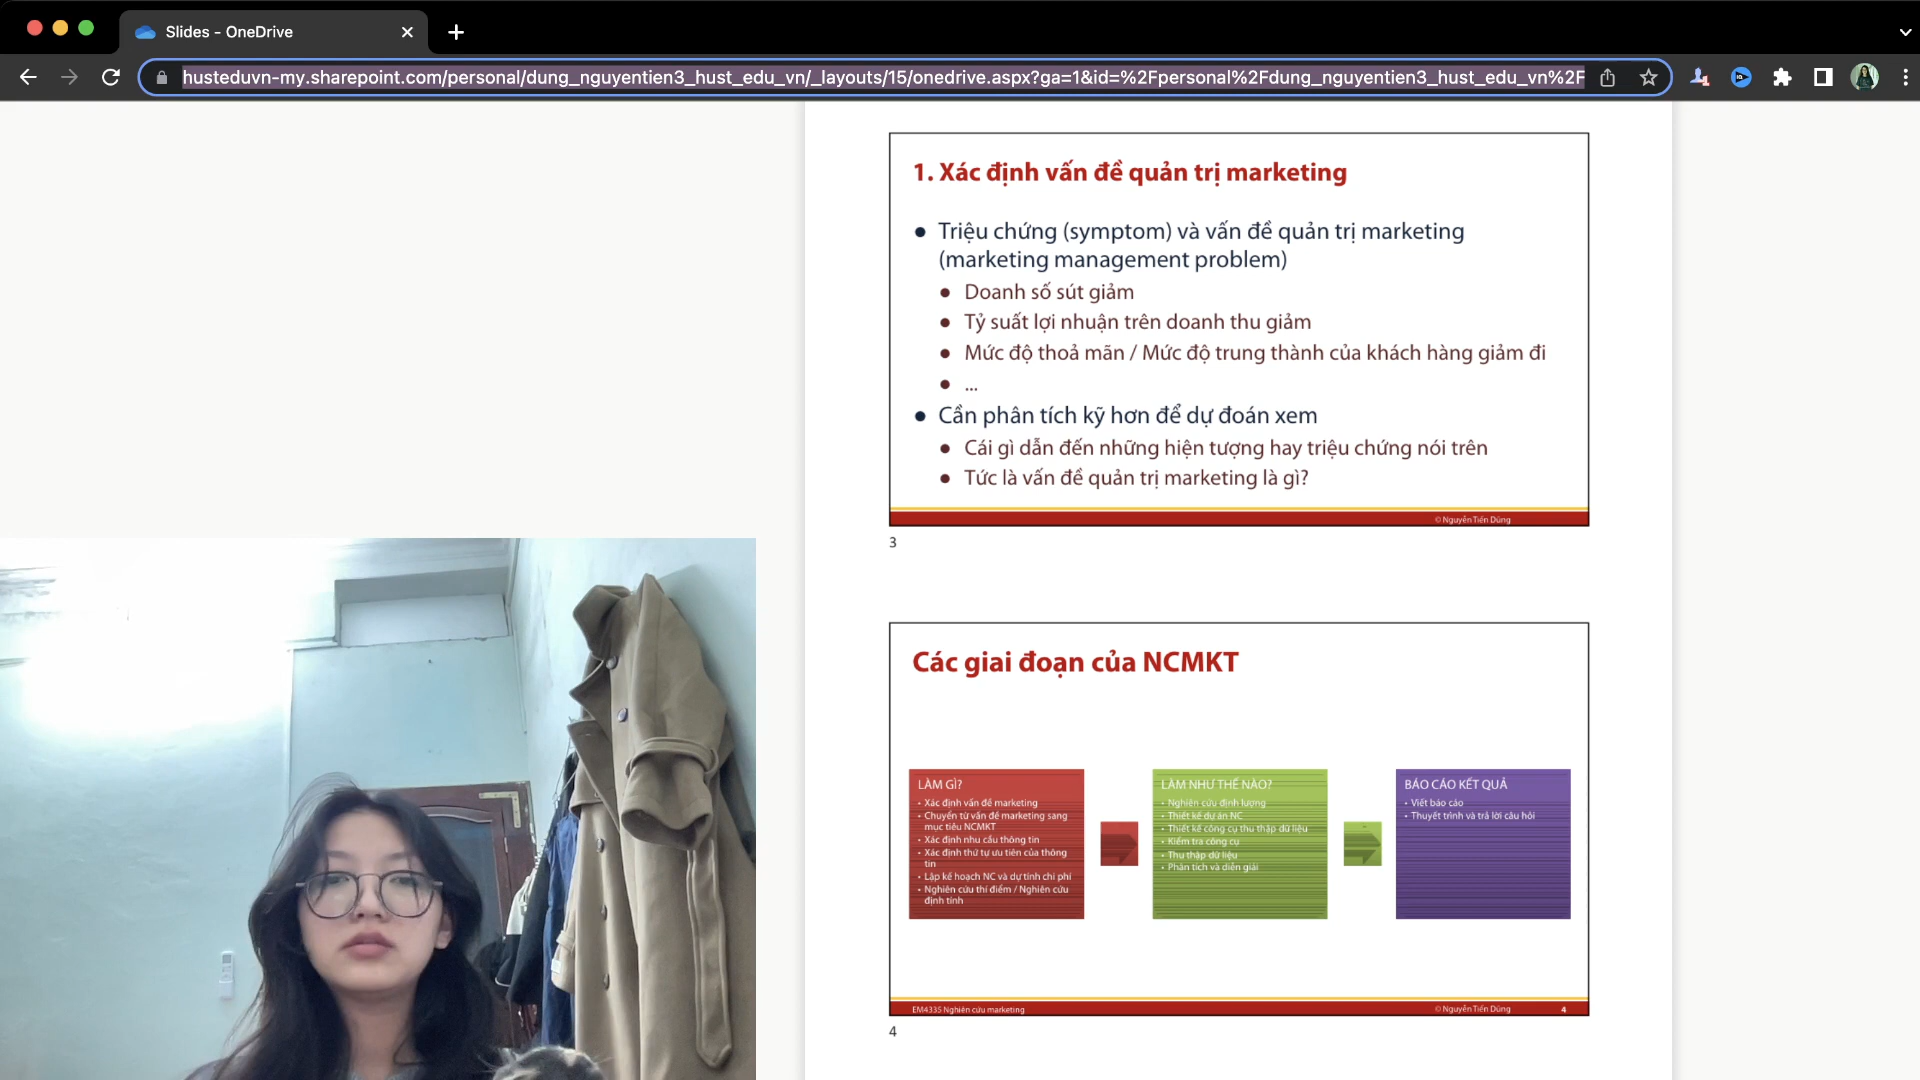 Slides - OneDrive
husteduvn-my.sharepoint.com/personal/dung_nguyentien3_hust_edu_vn/_layouts/15/onedrive.aspx?ga=1&id=%2Fpersonal%2Fdung_nguyentien3_hust_edu_vn%2F
1. Xác định vấn đề quản trị marketing
● Triệu chứng (symptom) và vấn đề quản trị marketing
(marketing management problem)
● Doanh số sút giảm
● Tỷ suất lợi nhuận trên doanh thu giảm
● Mức độ thoả mãn / Mức độ trung thành của khách hàng giảm đi
● ...
● Cần phân tích kỹ hơn để dự đoán xem
● Cái gì dẫn đến những hiện tượng hay triệu chứng nói trên
● Tức là vấn đề quản trị marketing là gì?
© Nguyễn Tiến Dũng
3
Các giai đoạn của NCMKT
LÀM GÌ?
• Xác định vấn đề marketing
• Chuyển từ vấn đề marketing sang
mục tiêu NCMKT
• Xác định nhu cầu thông tin
• Xác định thứ tự ưu tiên của thông
tin
• Lập kế hoạch NC và dự tính chi phí
• Nghiên cứu thí điểm / Nghiên cứu
định tính
LÀM NHƯ THẾ NÀO?
• Nghiên cứu định lượng
• Thiết kế dự án NC
• Thiết kế công cụ thu thập dữ liệu
• Kiểm tra công cụ
• Thu thập dữ liệu
• Phân tích và diễn giải
BÁO CÁO KẾT QUẢ
• Viết báo cáo
• Thuyết trình và trả lời câu hỏi
EM4335 Nghiên cứu marketing
© Nguyễn Tiến Dũng
4
4